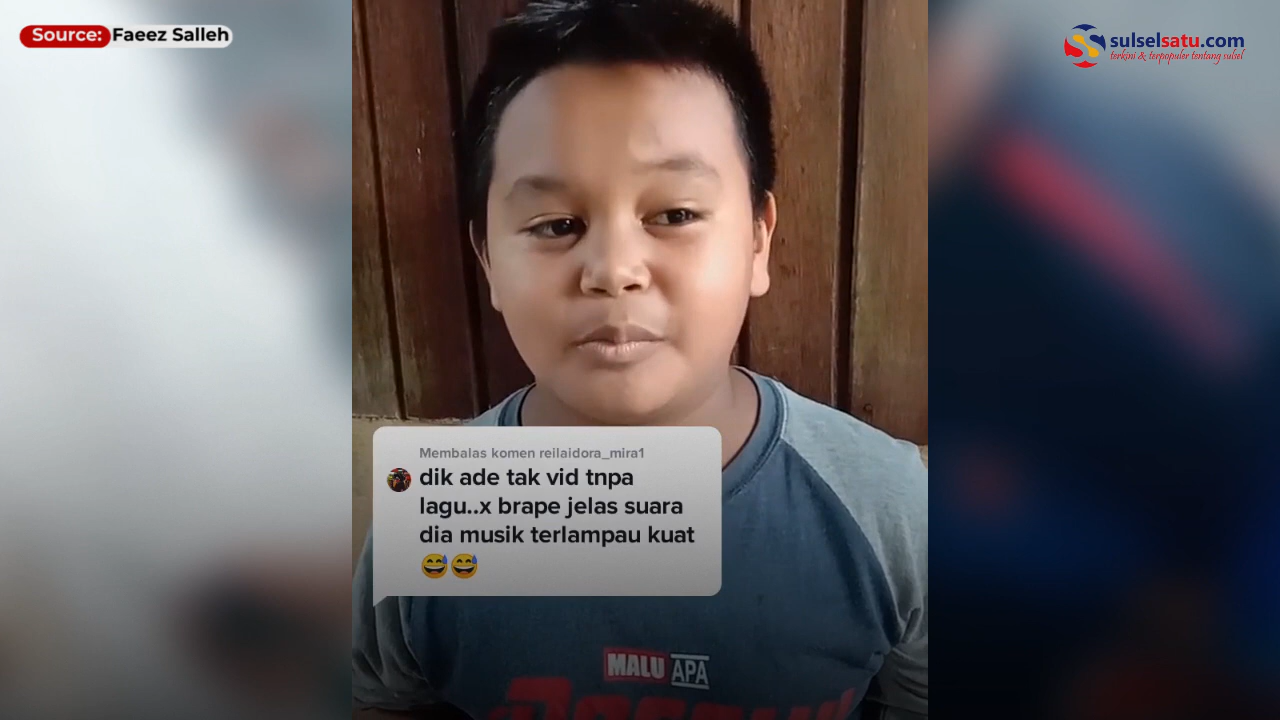 Source: Faeez Salleh
sulselsatu.com
terkini & terpopuler tentang sulsel
Membalas komen reilaidora_mira1
dik ade tak vid tnpa
lagu..x brape jelas suara
dia musik terlampau kuat
😅😅
MALU APA